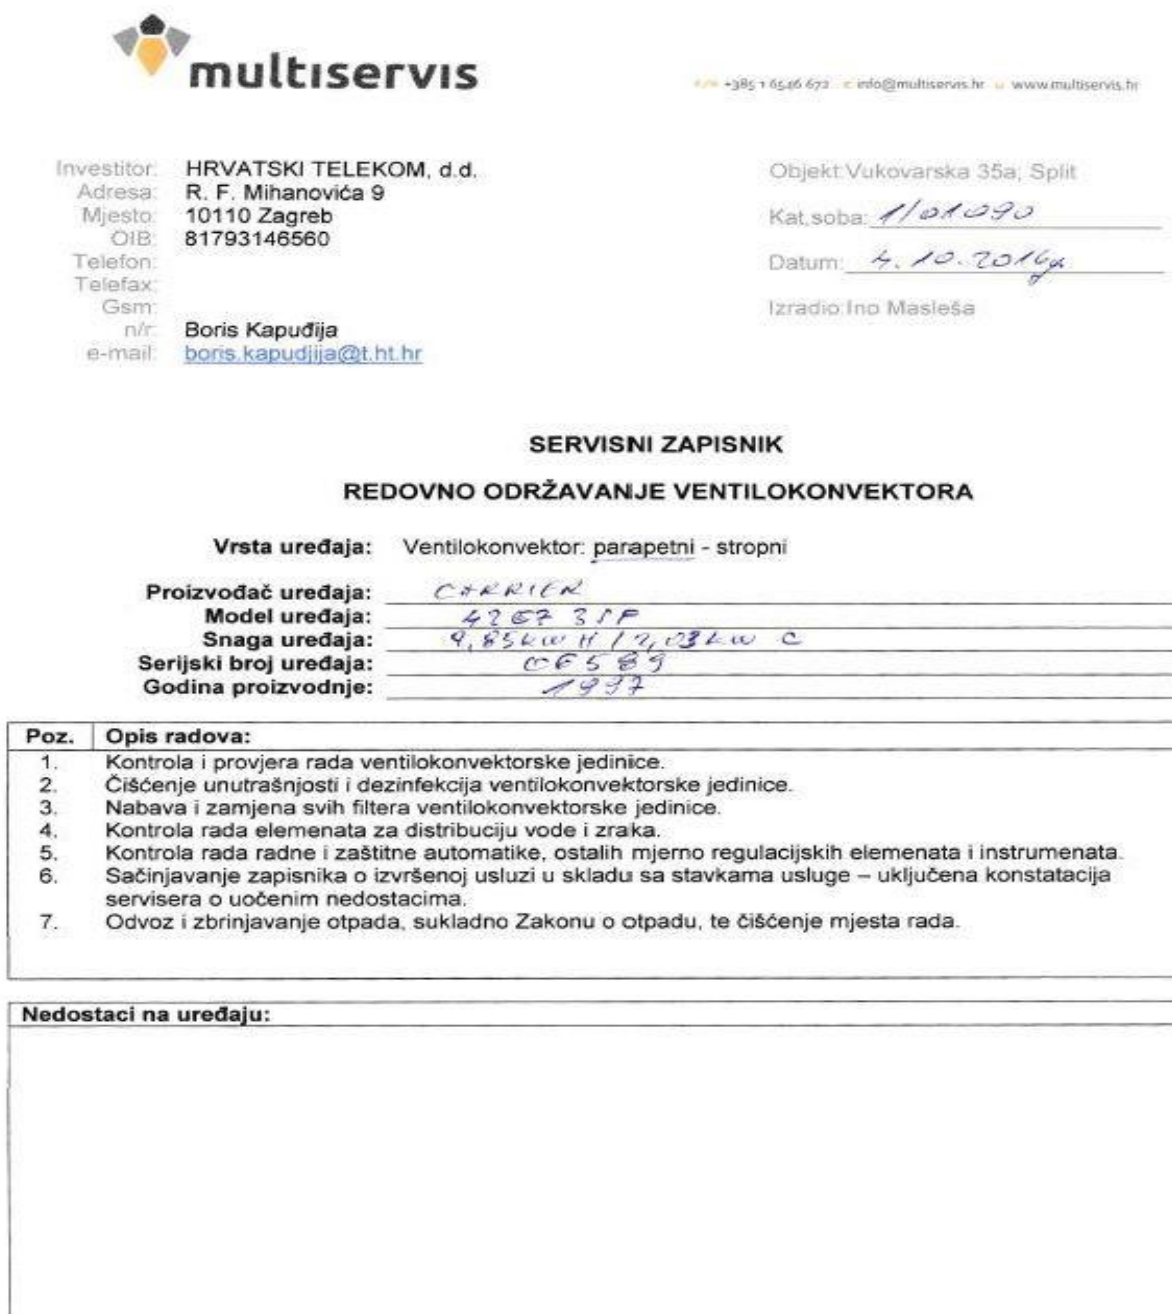 multiservis
+385 1 6546 672 e info@multiservis.hr u www.multiservis.hr
Investitor: HRVATSKI TELEKOM, d.d.
Adresa: R. F. Mihanovića 9
Mjesto: 10110 Zagreb
OIB: 81793146560
Telefon:
Telefax:
Gsm:
n/r: Boris Kapuđija
e-mail: boris.kapudjija@t.ht.hr
Objekt:Vukovarska 35a; Split
Kat,soba: 1/01090
Datum: 4.10.2016g
Izradio:Ino Masleša
SERVISNI ZAPISNIK
REDOVNO ODRŽAVANJE VENTILOKONVEKTORA
Vrsta uređaja: Ventilokonvektor: parapetni - stropni
Proizvođač uređaja: CARRIER
Model uređaja:
Snaga uređaja:
Serijski broj uređaja:
Godina proizvodnje: 1997
Poz. Opis radova:
1. Kontrola i provjera rada ventilokonvektorske jedinice.
2. Čišćenje unutrašnjosti i dezinfekcija ventilokonvektorske jedinice.
3. Nabava i zamjena svih filtera ventilokonvektorske jedinice.
4. Kontrola rada elemenata za distribuciju vode i zraka.
5. Kontrola rada radne i zaštitne automatike, ostalih mjerno regulacijskih elemenata i instrumenata.
6. Sačinjavanje zapisnika o izvršenoj usluzi u skladu sa stavkama usluge – uključena konstatacija
servisera o uočenim nedostacima.
7. Odvoz i zbrinjavanje otpada, sukladno Zakonu o otpadu, te čišćenje mjesta rada.
Nedostaci na uređaju: